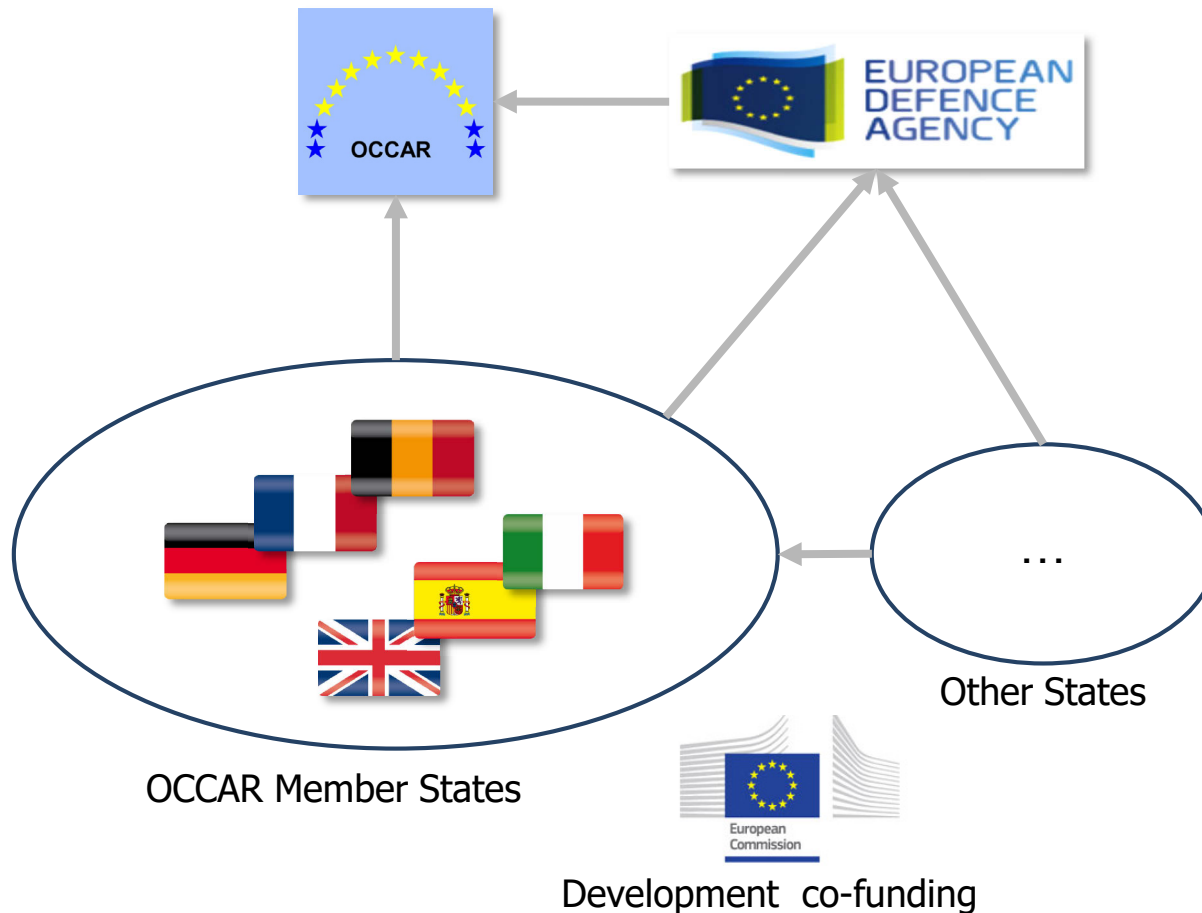 OCCAR
EUROPEAN
DEFENCE
AGENCY
...
Other States
OCCAR Member States
European
Commission
Development co-funding